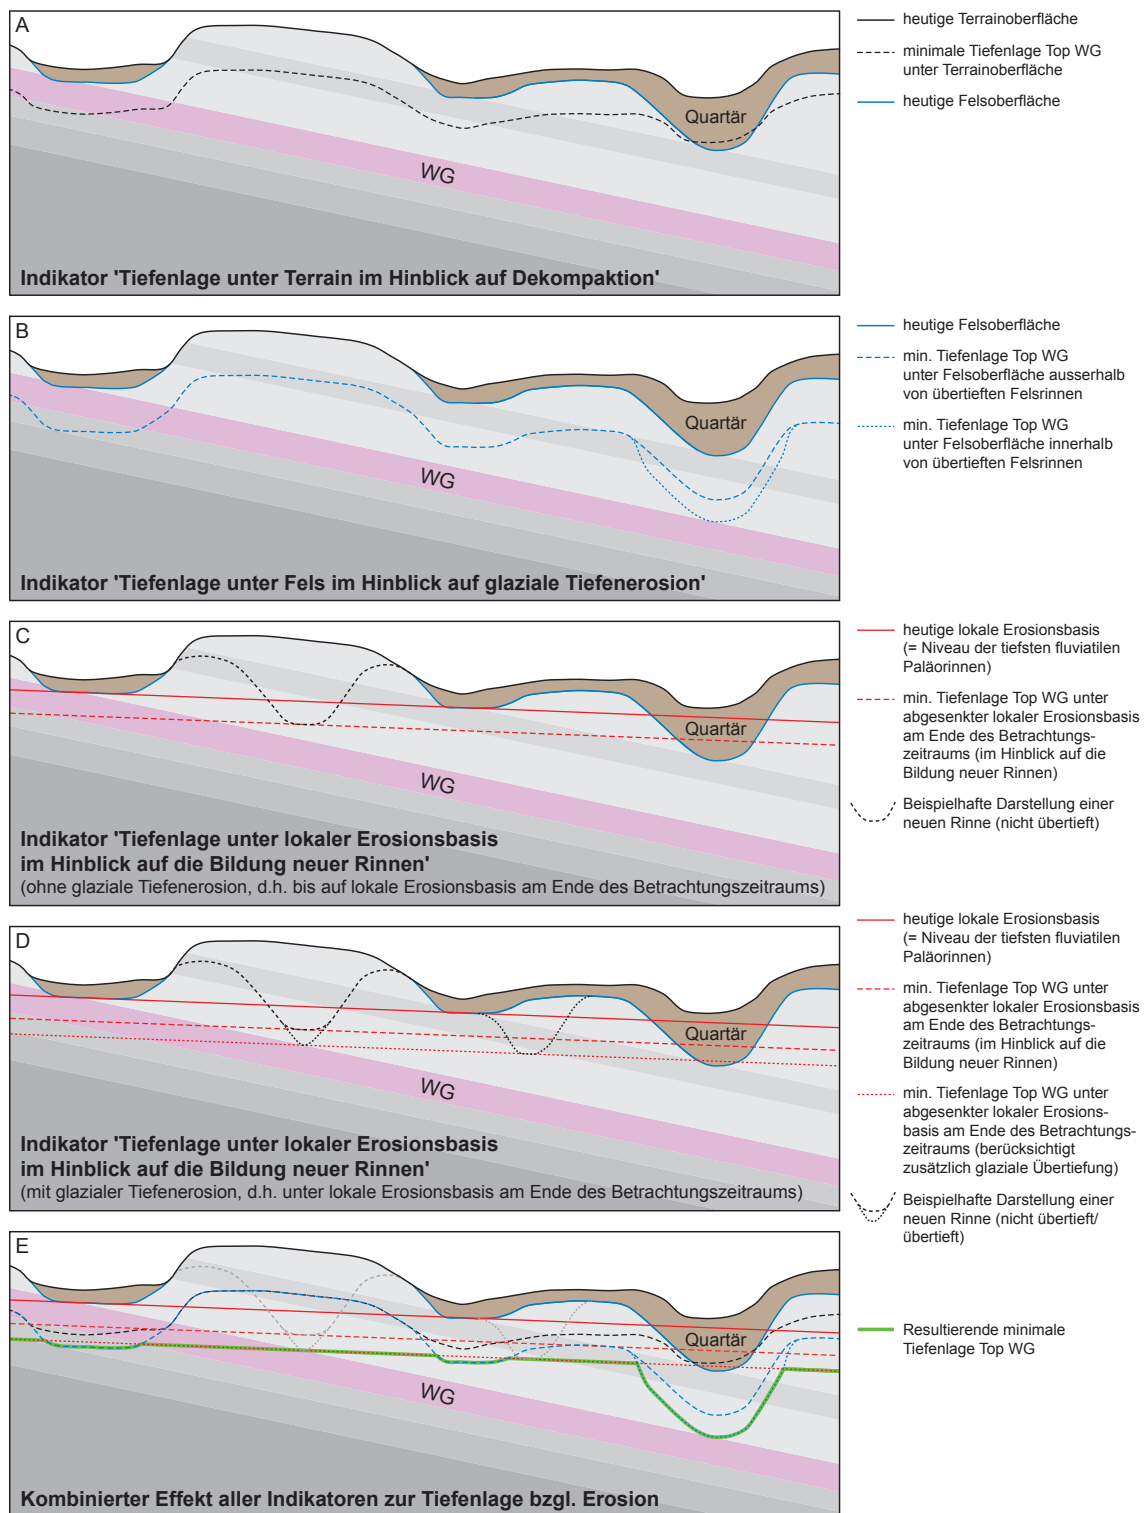 A
heutige Terrainoberfläche
minimale Tiefenlage Top WG
unter Terrainoberfläche
heutige Felsoberfläche
Quartär
WG
Indikator 'Tiefenlage unter Terrain im Hinblick auf Dekompaktion'
B
heutige Felsoberfläche
min. Tiefenlage Top WG
unter Felsoberfläche ausserhalb
von übertieften Felsrinnen
min. Tiefenlage Top WG
unter Felsoberfläche innerhalb
von übertieften Felsrinnen
Quartär
WG
Indikator 'Tiefenlage unter Fels im Hinblick auf glaziale Tiefenerosion'
C
heutige lokale Erosionsbasis
(= Niveau der tiefsten fluviatilen
Paläorinnen)
min. Tiefenlage Top WG unter
abgesenkter lokaler Erosionsbasis
am Ende des Betrachtungs-
zeitraums (im Hinblick auf die
Bildung neuer Rinnen)
Beispielhafte Darstellung einer
neuen Rinne (nicht übertieft)
Quartär
WG
Indikator 'Tiefenlage unter lokaler Erosionsbasis
im Hinblick auf die Bildung neuer Rinnen'
(ohne glaziale Tiefenerosion, d.h. bis auf lokale Erosionsbasis am Ende des Betrachtungszeitraums)
D
heutige lokale Erosionsbasis
(= Niveau der tiefsten fluviatilen
Paläorinnen)
min. Tiefenlage Top WG unter
abgesenkter lokaler Erosionsbasis
am Ende des Betrachtungs-
zeitraums (im Hinblick auf die
Bildung neuer Rinnen)
min. Tiefenlage Top WG unter
abgesenkter lokaler Erosions-
basis am Ende des Betrachtungs-
zeitraums (berücksichtigt
zusätzlich glaziale Übertiefung)
Beispielhafte Darstellung einer
neuen Rinne (nicht übertieft/
übertieft)
Quartär
WG
Indikator 'Tiefenlage unter lokaler Erosionsbasis
im Hinblick auf die Bildung neuer Rinnen'
(mit glazialer Tiefenerosion, d.h. unter lokale Erosionsbasis am Ende des Betrachtungszeitraums)
E
Resultierende minimale
Tiefenlage Top WG
Quartär
WG
Kombinierter Effekt aller Indikatoren zur Tiefenlage bzgl. Erosion